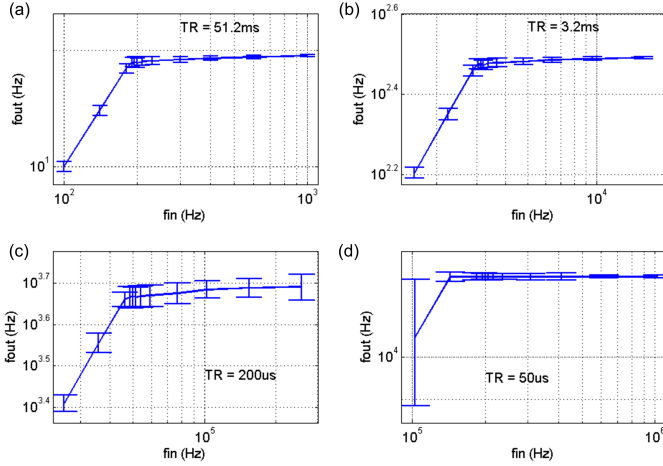 (a)
TR = 51.2ms
fout (Hz)
10^1
10^2
10^3
fin (Hz)
(b)
10^2.6
TR = 3.2ms
fout (Hz)
10^2.4
10^2.2
10^4
fin (Hz)
(c)
10^3.7
fout (Hz)
10^3.6
10^3.5
10^3.4
TR = 200us
10^5
fin (Hz)
(d)
fout (Hz)
10^4
TR = 50us
10^5
10^6
fin (Hz)